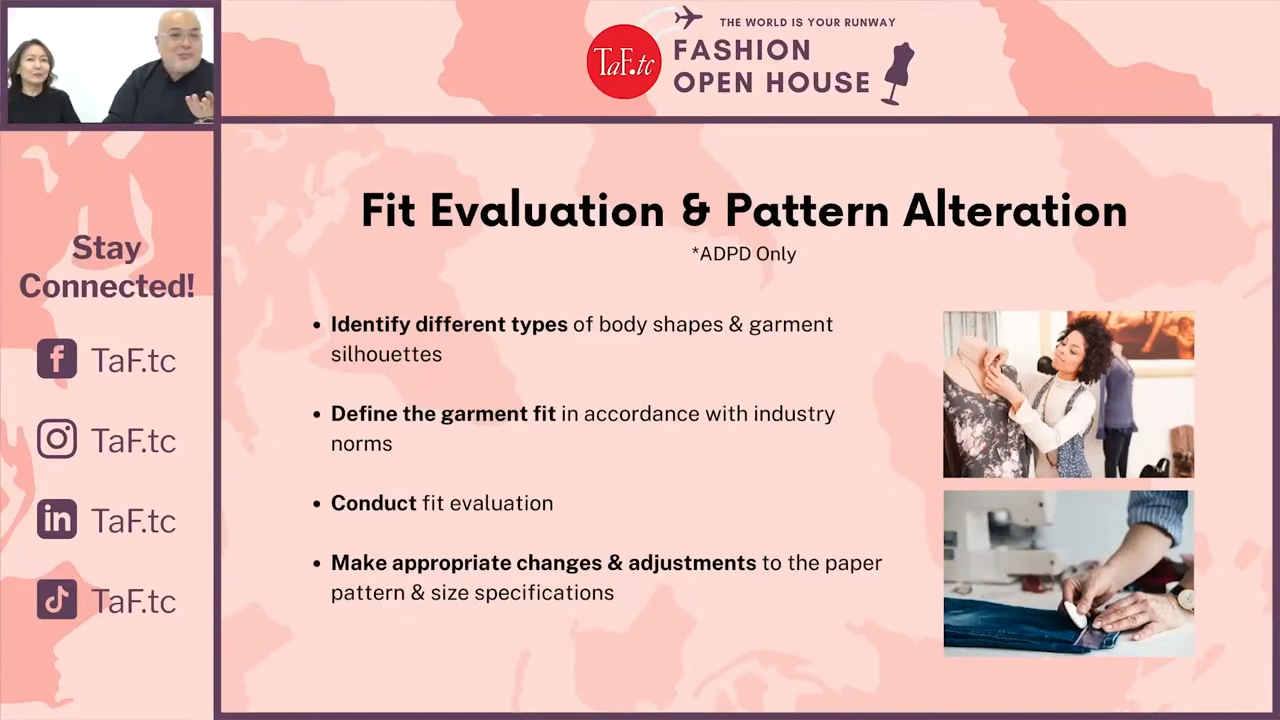 THE WORLD IS YOUR RUNWAY
TaF.tc
FASHION
OPEN HOUSE
Stay
Connected!
f TaF.tc
TaF.tc
in TaF.tc
TaF.tc
Fit Evaluation & Pattern Alteration
*ADPD Only
• Identify different types of body shapes & garment
silhouettes
• Define the garment fit in accordance with industry
norms
• Conduct fit evaluation
• Make appropriate changes & adjustments to the paper
pattern & size specifications